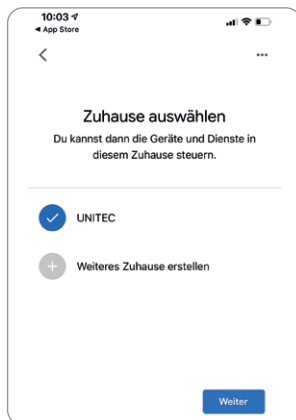 10:03
◀ App Store
Zuhause auswählen
Du kannst dann die Geräte und Dienste in
diesem Zuhause steuern.
UNITEC
Weiteres Zuhause erstellen
Weiter